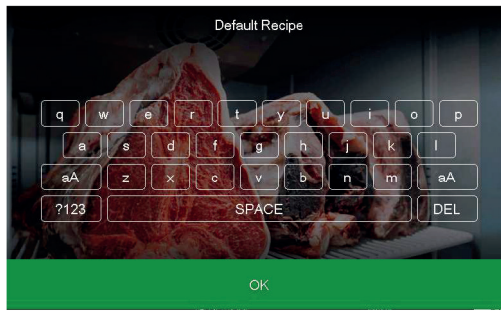 Default Recipe
q w e r t y u i o p
a s d f g h j k l
aA z x c v b n m aA
?123 SPACE DEL
OK